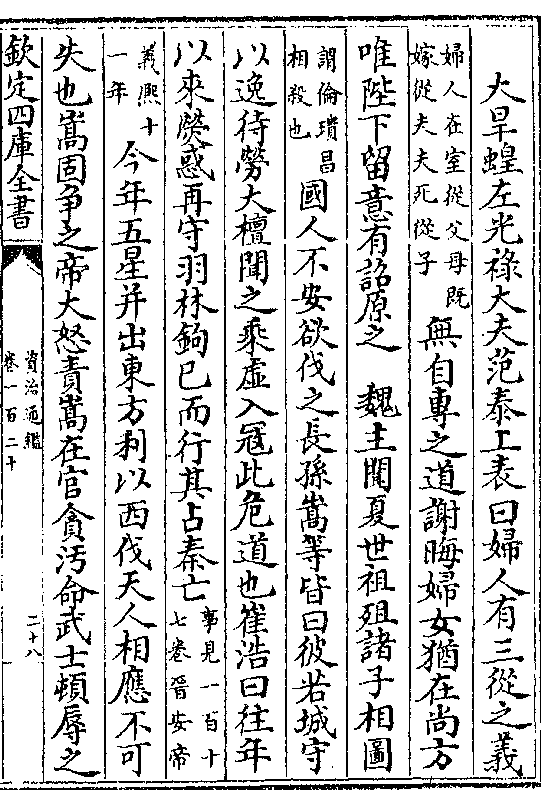 大旱蝗左光祿大夫范泰上表曰婦人有三從之義
婦人在室從父母既
嫁從夫夫死從子
無自專之道謝晦婦女猶在尚方
唯陛下留意有詔原之　魏主聞夏世祖殂諸子相圖
謂倫璝昌
相殺也
國人不安欲伐之長孫嵩等皆曰彼若城守
以逸待勞大檀聞之乘虛入寇此危道也崔浩曰往年
以來熒惑再守羽林鉤已而行其占秦亡
事見一百十
七卷晉安帝
義熙十
一年
今年五星并出東方利以西伐天人相應不可
失也嵩固爭之帝大怒責嵩在官貪汚命武士頓辱之
欽定四庫全書
資治通鑑
卷一百二十
二十八